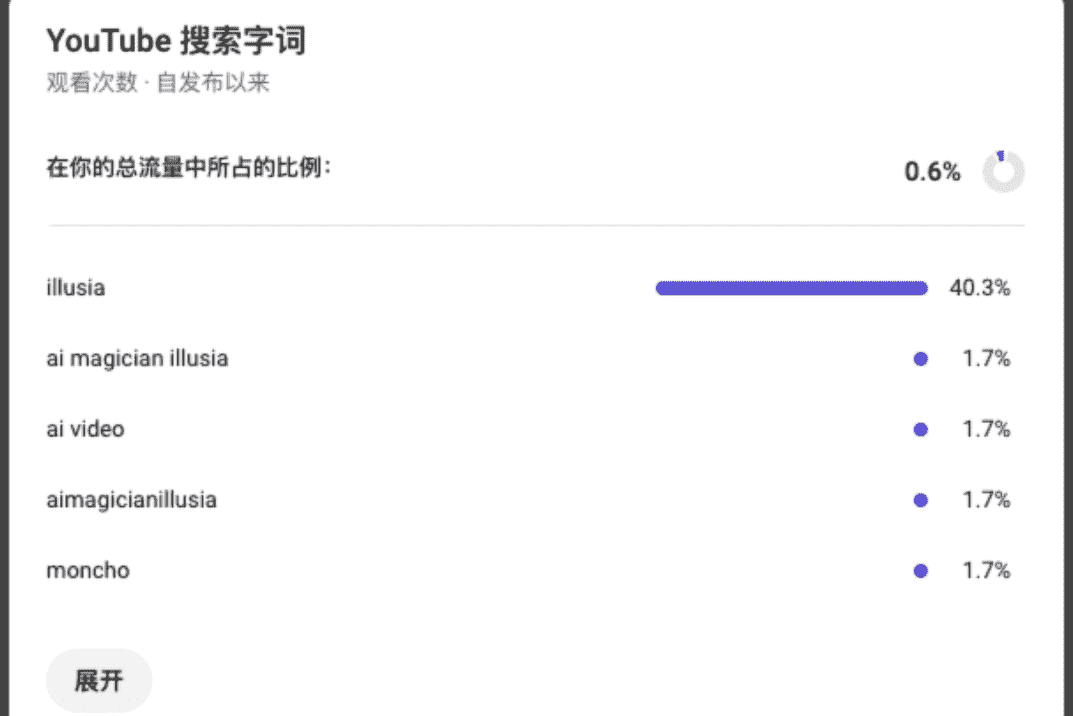 YouTube 搜索字词
观看次数 · 自发布以来
在你的总流量中所占的比例： 0.6%
illusia 40.3%
ai magician illusia 1.7%
ai video 1.7%
aimagicianillusia 1.7%
moncho 1.7%
展开